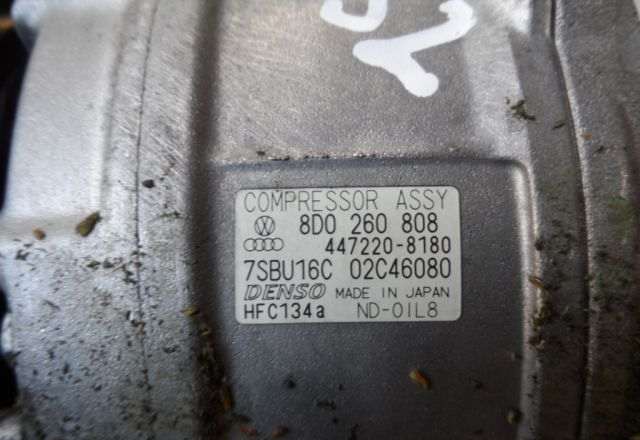 COMPRESSOR ASSY
8D0 260 808
447220-8180
7SBU16C 02C46080
DENSO MADE IN JAPAN
HFC134a ND-OIL8